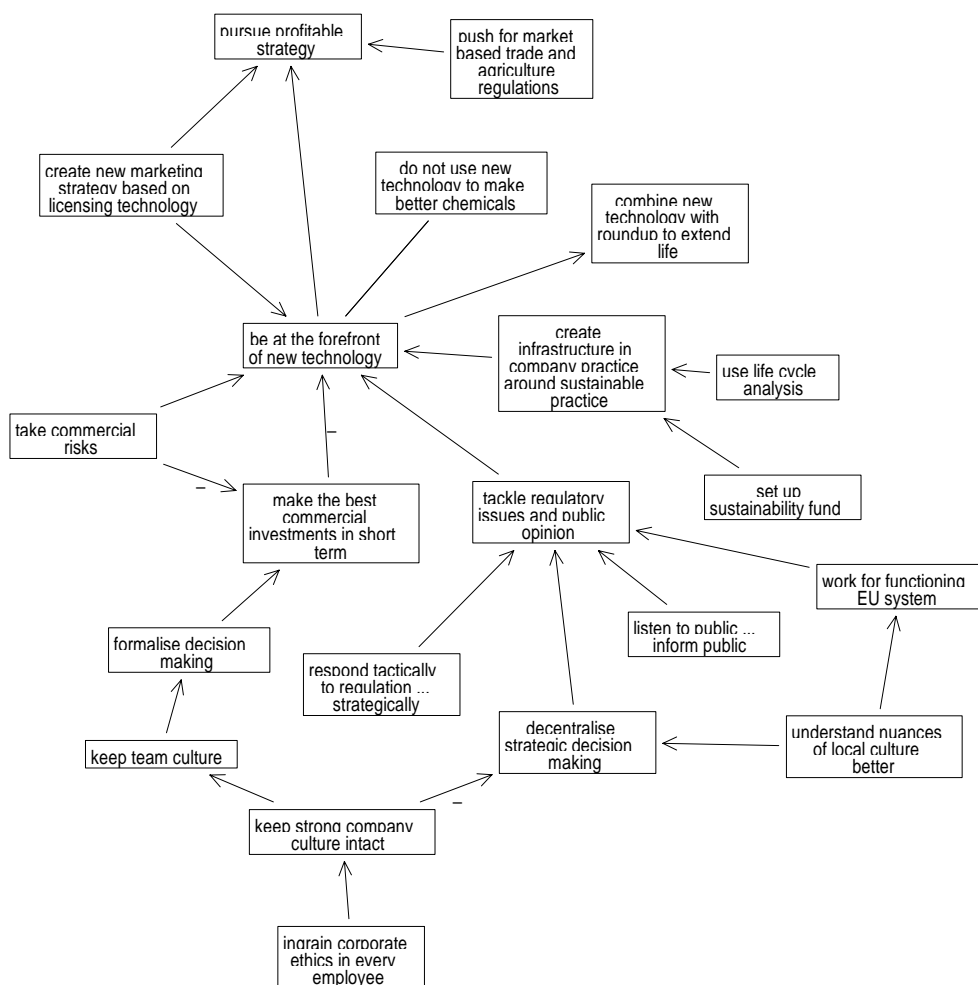 pursue profitable
strategy
push for market
based trade and
agriculture
regulations
create new marketing
strategy based on
licensing technology
do not use new
technology to make
better chemicals
combine new
technology with
roundup to extend
life
be at the forefront
of new technology
create
infrastructure in
company practice
around sustainable
practice
use life cycle
analysis
take commercial
risks
–
–
make the best
commercial
investments in short
term
tackle regulatory
issues and public
opinion
set up
sustainability fund
work for functioning
EU system
formalise decision
making
listen to public ...
inform public
respond tactically
to regulation ...
strategically
keep team culture
decentralise
strategic decision
making
understand nuances
of local culture
better
–
keep strong company
culture intact
ingrain corporate
ethics in every
employee